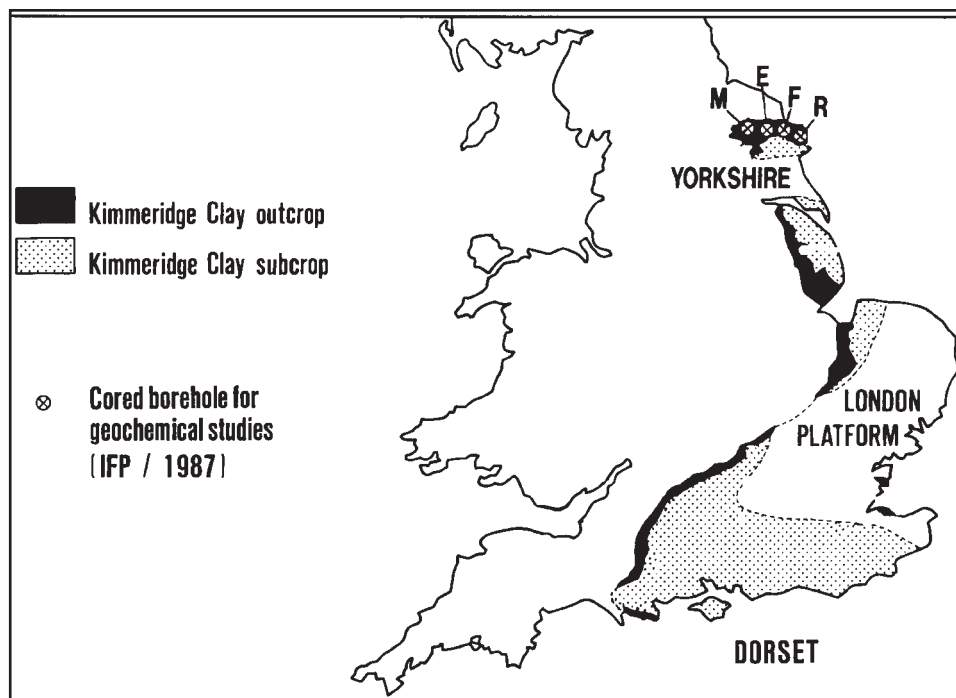 E
M F R
YORKSHIRE
Kimmeridge Clay outcrop
Kimmeridge Clay subcrop
Cored borehole for
geochemical studies
(IFP / 1987)
LONDON
PLATFORM
DORSET